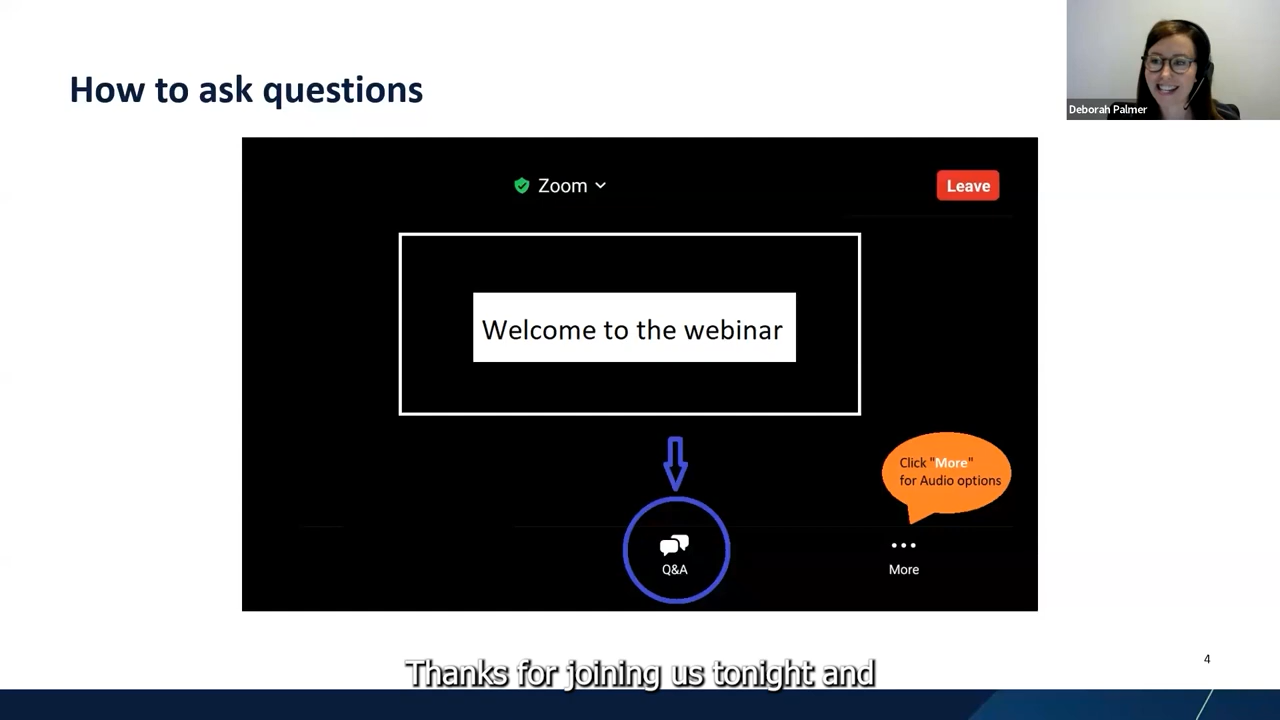 How to ask questions
Deborah Palmer
Zoom
Leave
Welcome to the webinar
Click "More"
for Audio options
Q&A
More
4
Thanks for joining us tonight and